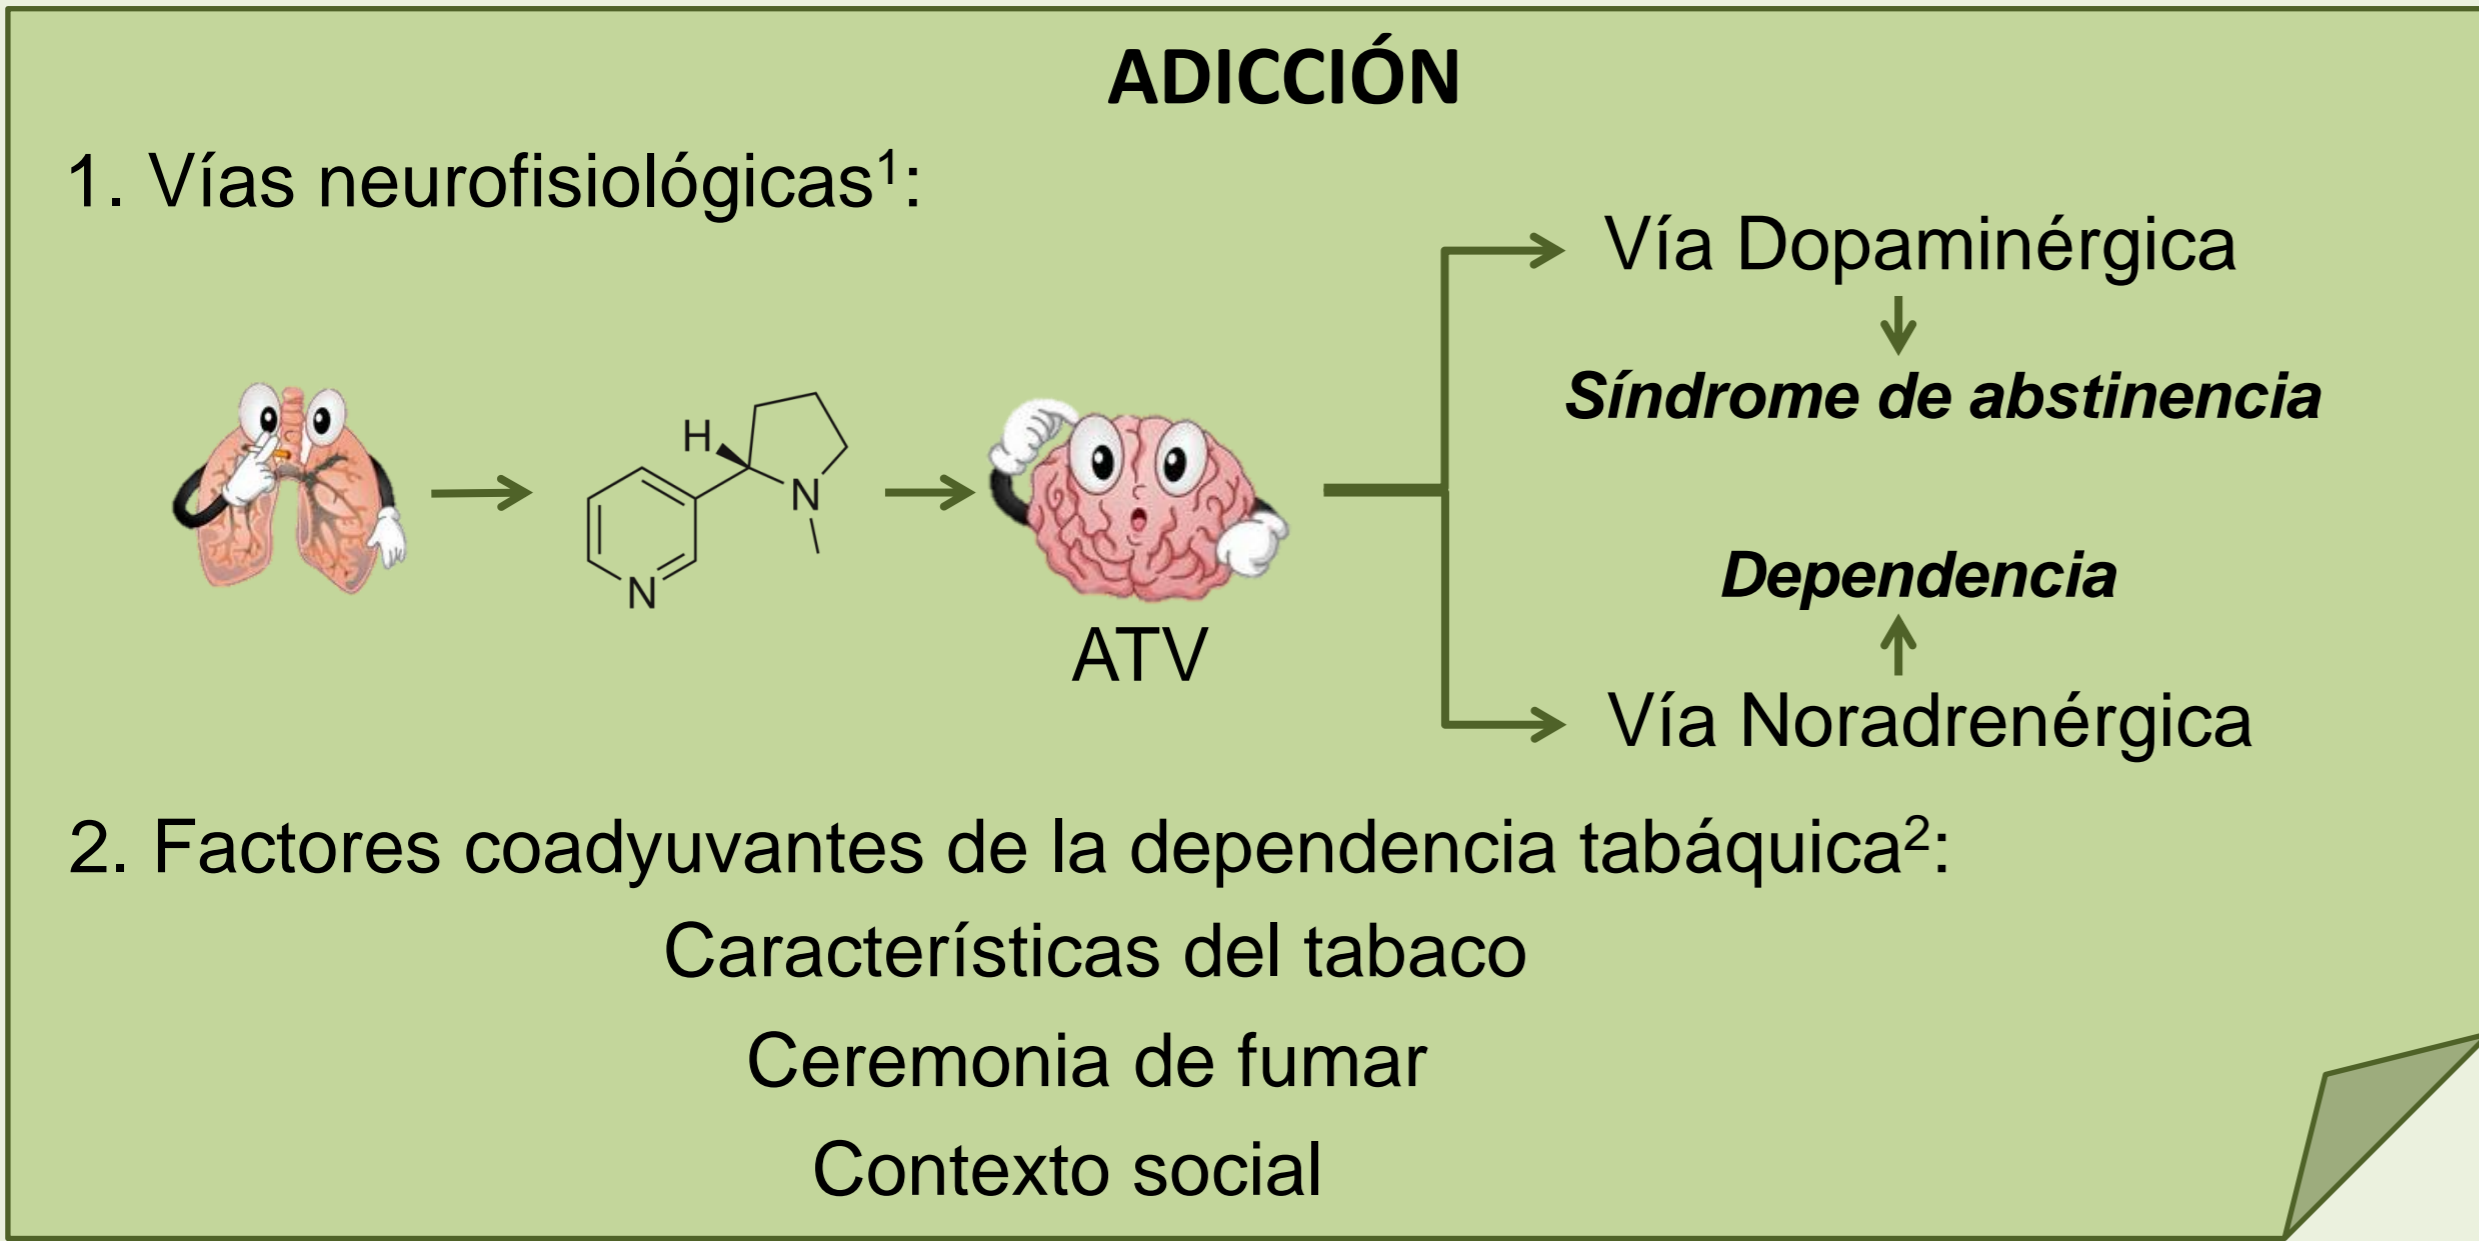 ADICCIÓN
1. Vías neurofisiológicas¹:
Vía Dopaminérgica
Síndrome de abstinencia
H
N
N
ATV
Dependencia
Vía Noradrenérgica
2. Factores coadyuvantes de la dependencia tabáquica²:
Características del tabaco
Ceremonia de fumar
Contexto social